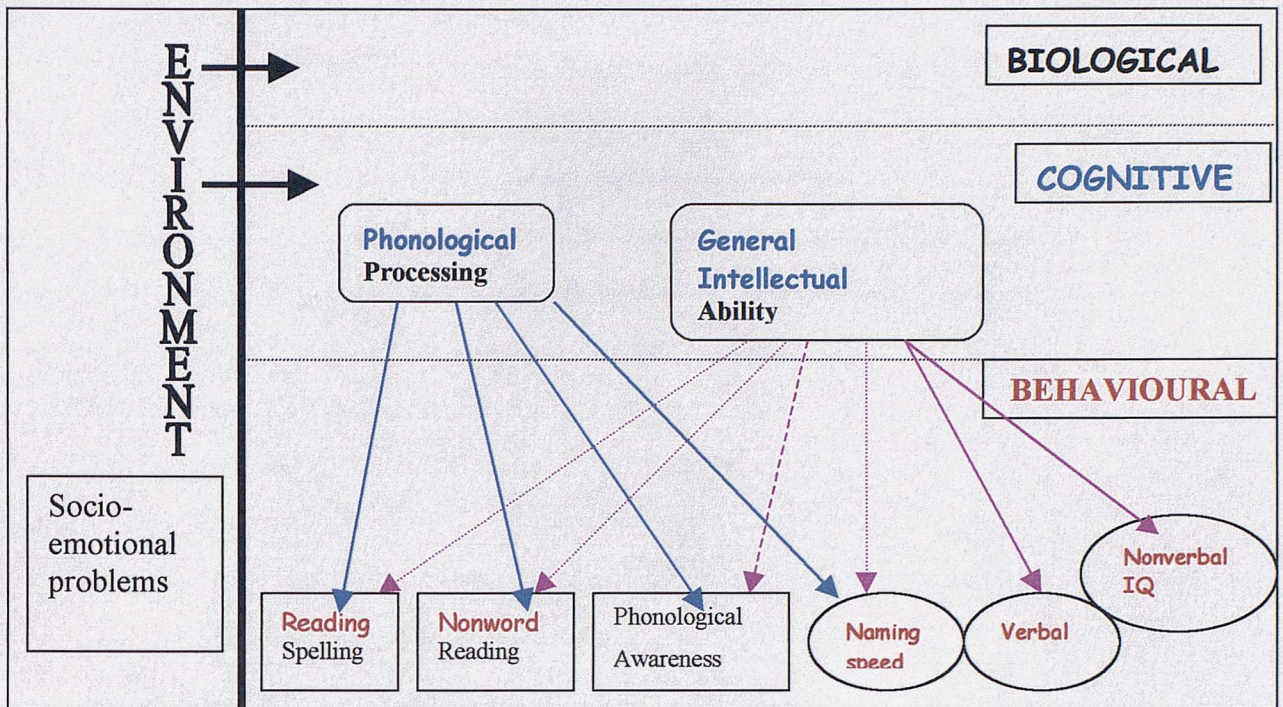 ENVIRONMENT
BIOLOGICAL
COGNITIVE
Phonological
Processing
General
Intellectual
Ability
BEHAVIOURAL
Socio-
emotional
problems
Reading
Spelling
Nonword
Reading
Phonological
Awareness
Naming
speed
Verbal
Nonverbal
IQ